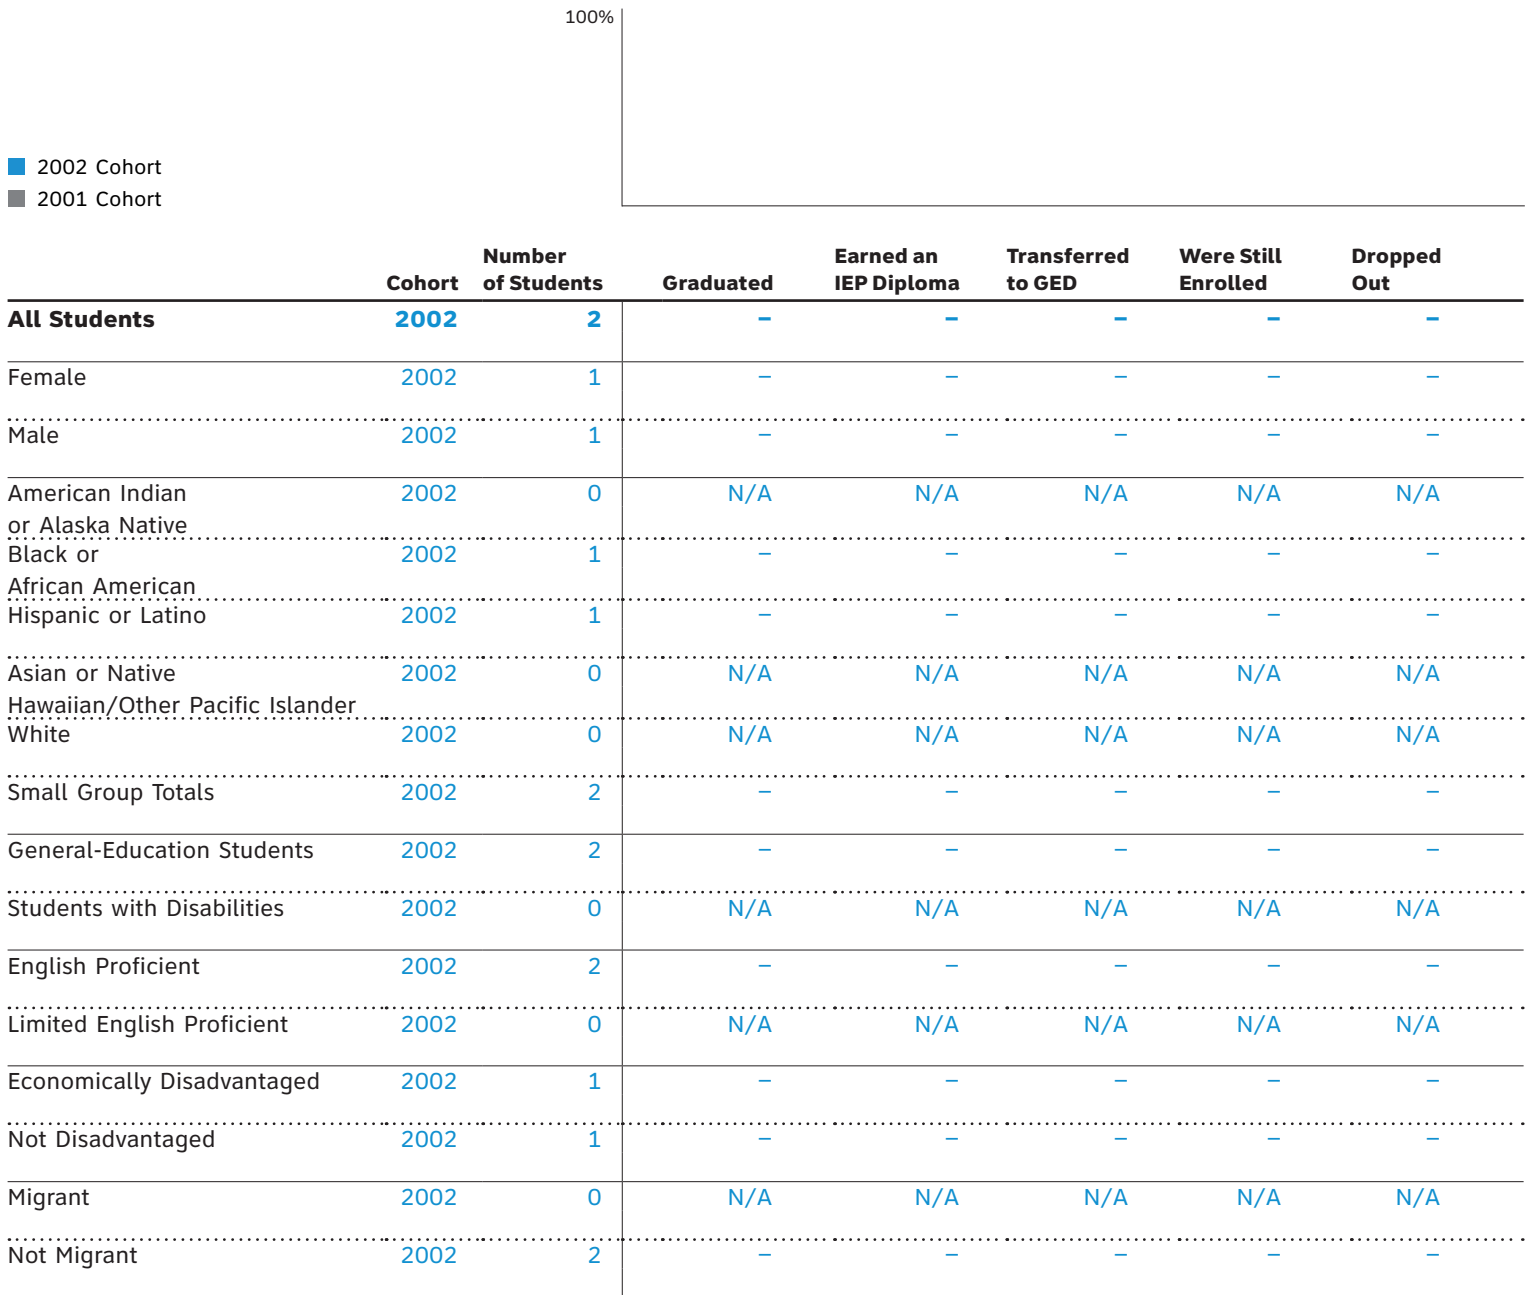 100%
2002 Cohort
2001 Cohort
Cohort Number of Students Graduated Earned an IEP Diploma Transferred to GED Were Still Enrolled Dropped Out
All Students 2002 2 – – – – –
Female 2002 1 – – – – –
Male 2002 1 – – – – –
American Indian 2002 0 N/A N/A N/A N/A N/A
or Alaska Native
Black or 2002 1 – – – – –
African American
Hispanic or Latino 2002 1 – – – – –
Asian or Native 2002 0 N/A N/A N/A N/A N/A
Hawaiian/Other Pacific Islander
White 2002 0 N/A N/A N/A N/A N/A
Small Group Totals 2002 2 – – – – –
General-Education Students 2002 2 – – – – –
Students with Disabilities 2002 0 N/A N/A N/A N/A N/A
English Proficient 2002 2 – – – – –
Limited English Proficient 2002 0 N/A N/A N/A N/A N/A
Economically Disadvantaged 2002 1 – – – – –
Not Disadvantaged 2002 1 – – – – –
Migrant 2002 0 N/A N/A N/A N/A N/A
Not Migrant 2002 2 – – – – –